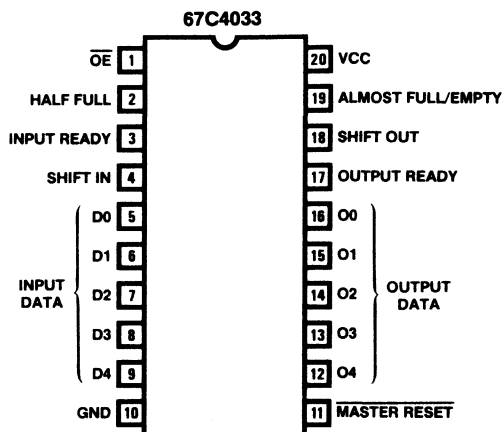 67C4033
OE 1 20 VCC
HALF FULL 2 19 ALMOST FULL/EMPTY
INPUT READY 3 18 SHIFT OUT
SHIFT IN 4 17 OUTPUT READY
D0 5 16 O0
D1 6 15 O1
INPUT DATA
D2 7 14 O2
OUTPUT DATA
D3 8 13 O3
D4 9 12 O4
GND 10 11 MASTER RESET